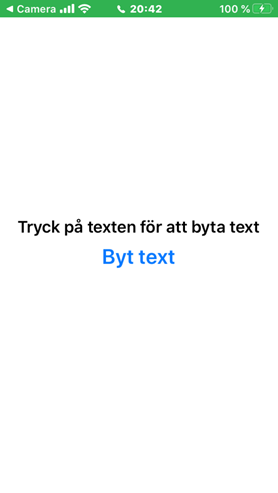 Camera 20:42 100 %
Tryck på texten för att byta text
Byt text